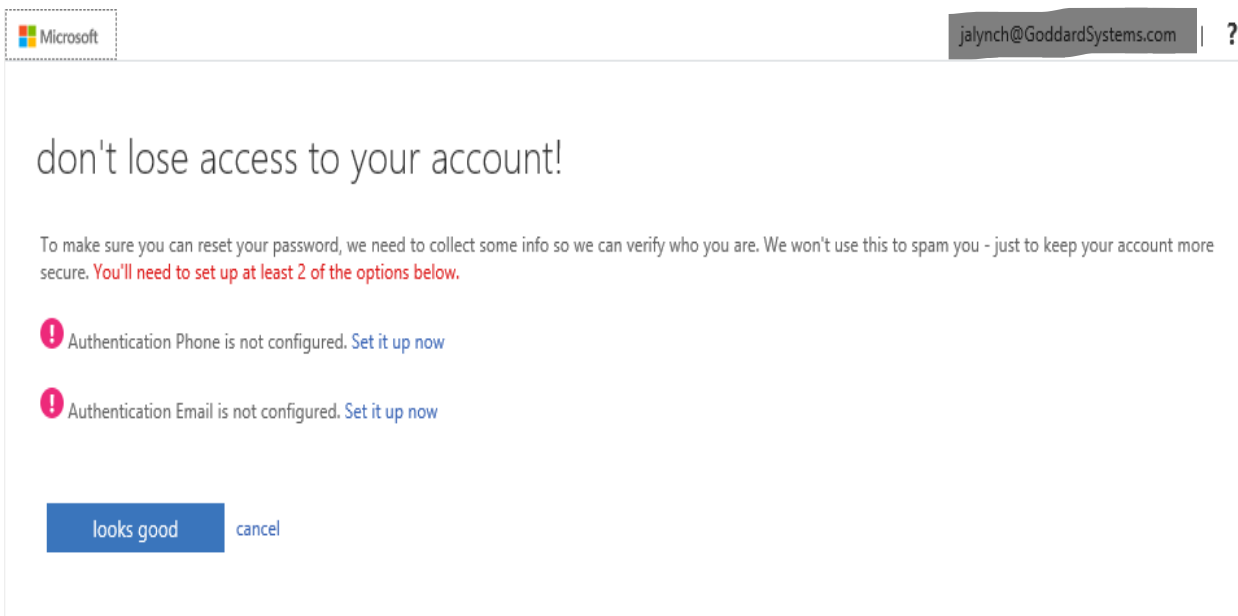 Microsoft
jalynch@GoddardSystems.com | ?
don't lose access to your account!
To make sure you can reset your password, we need to collect some info so we can verify who you are. We won't use this to spam you - just to keep your account more
secure. You'll need to set up at least 2 of the options below.
! Authentication Phone is not configured. Set it up now
! Authentication Email is not configured. Set it up now
looks good cancel